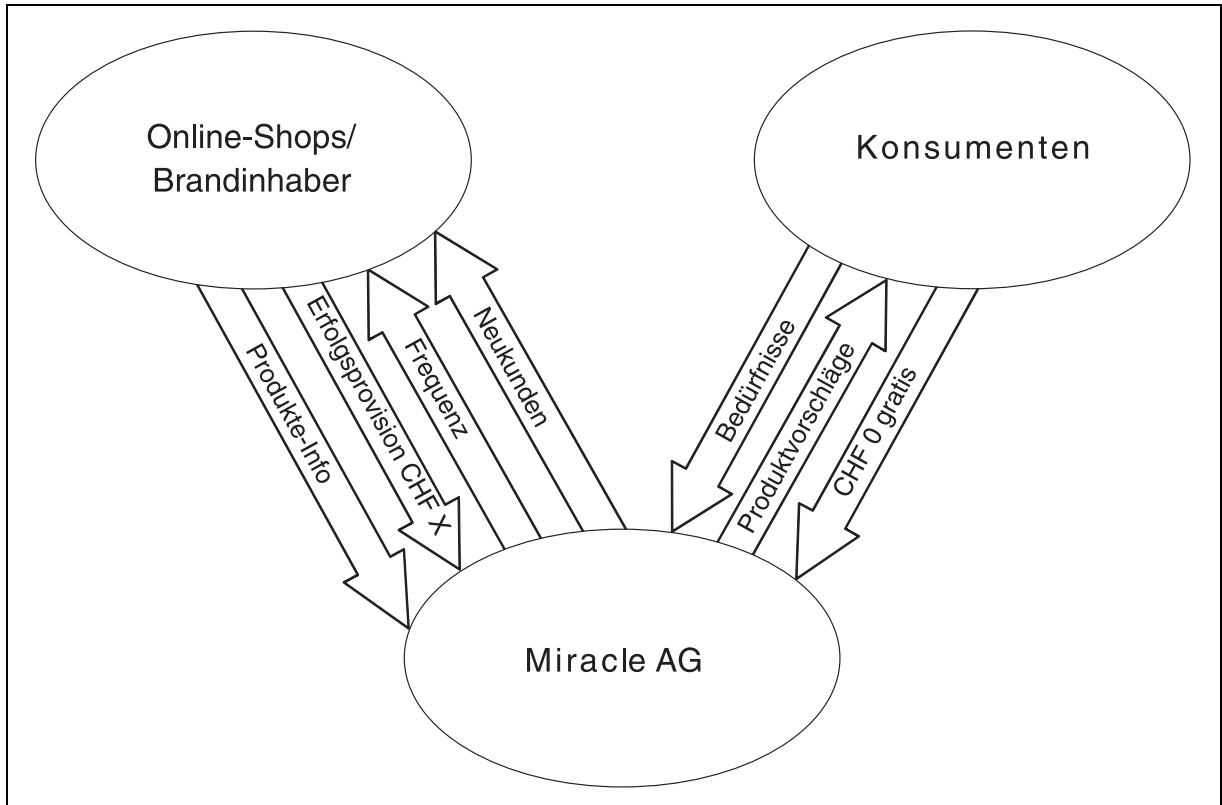 Online-Shops/
Brandinhaber
Konsumenten
Produkte-Info
Erfolgsprovision CHF X
Frequenz
Neukunden
Bedürfnisse
Produktvorschläge
CHF 0 gratis
Miracle AG